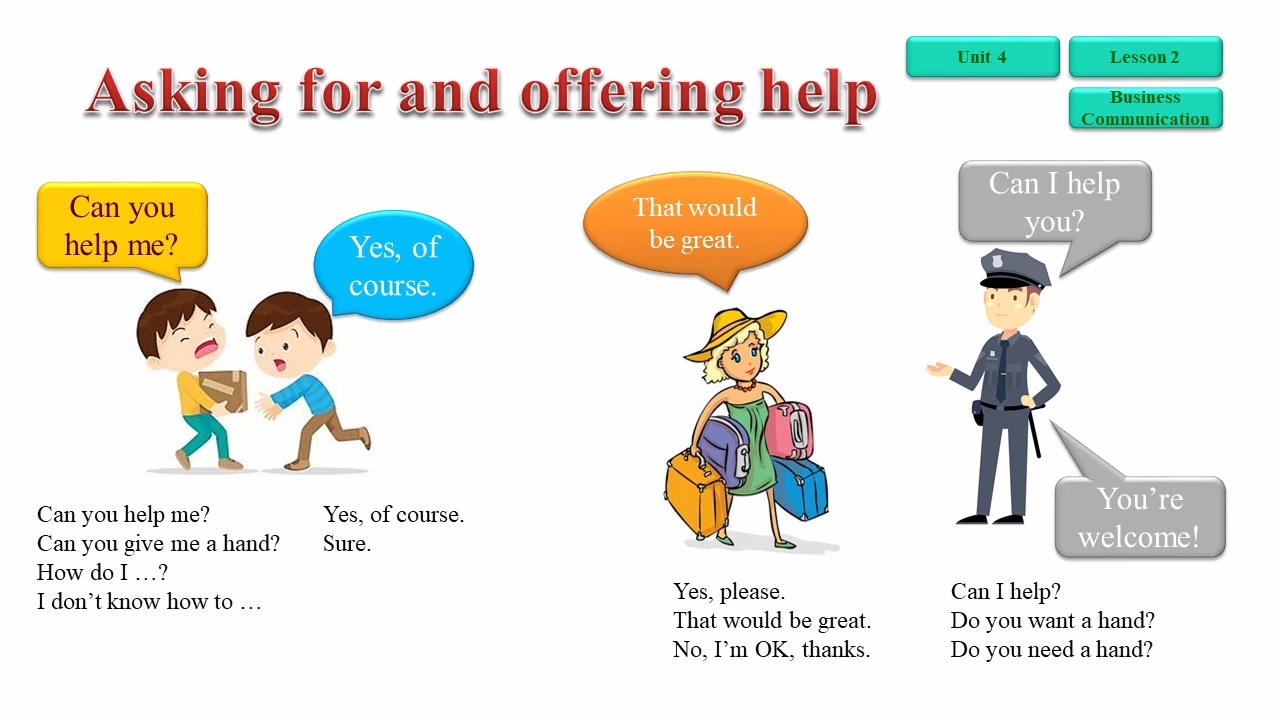 Asking for and offering help
Unit 4
Lesson 2
Business
Communication
Can you
help me?
Yes, of
course.
That would
be great.
Can I help
you?
You’re
welcome!
Can you help me?
Can you give me a hand?
How do I …?
I don’t know how to …
Yes, of course.
Sure.
Yes, please.
That would be great.
No, I’m OK, thanks.
Can I help?
Do you want a hand?
Do you need a hand?